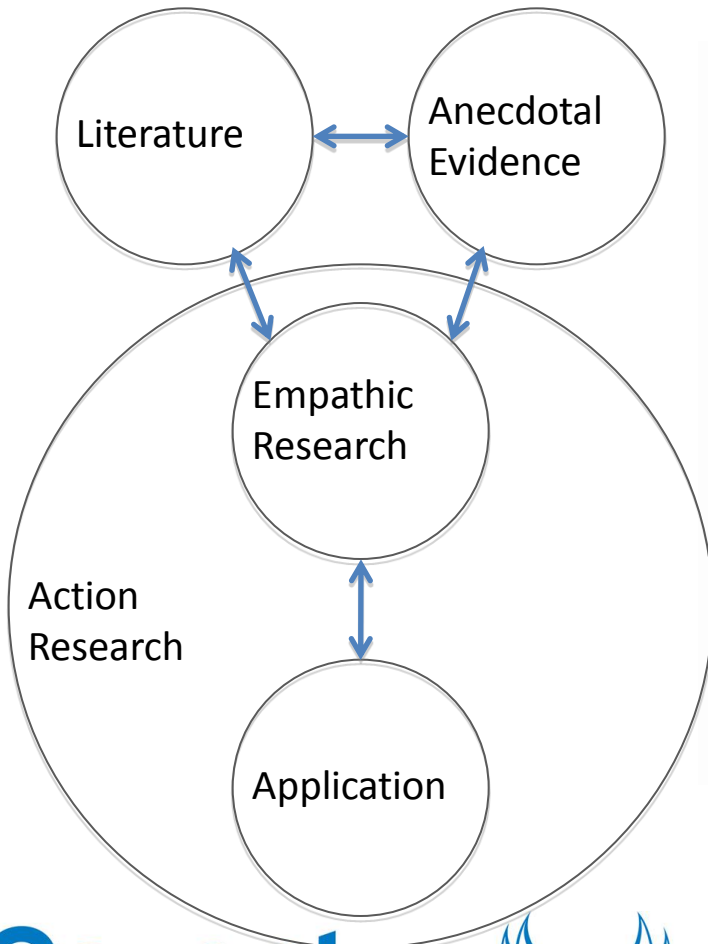 Literature
Anecdotal
Evidence
Empathic
Research
Action
Research
Application